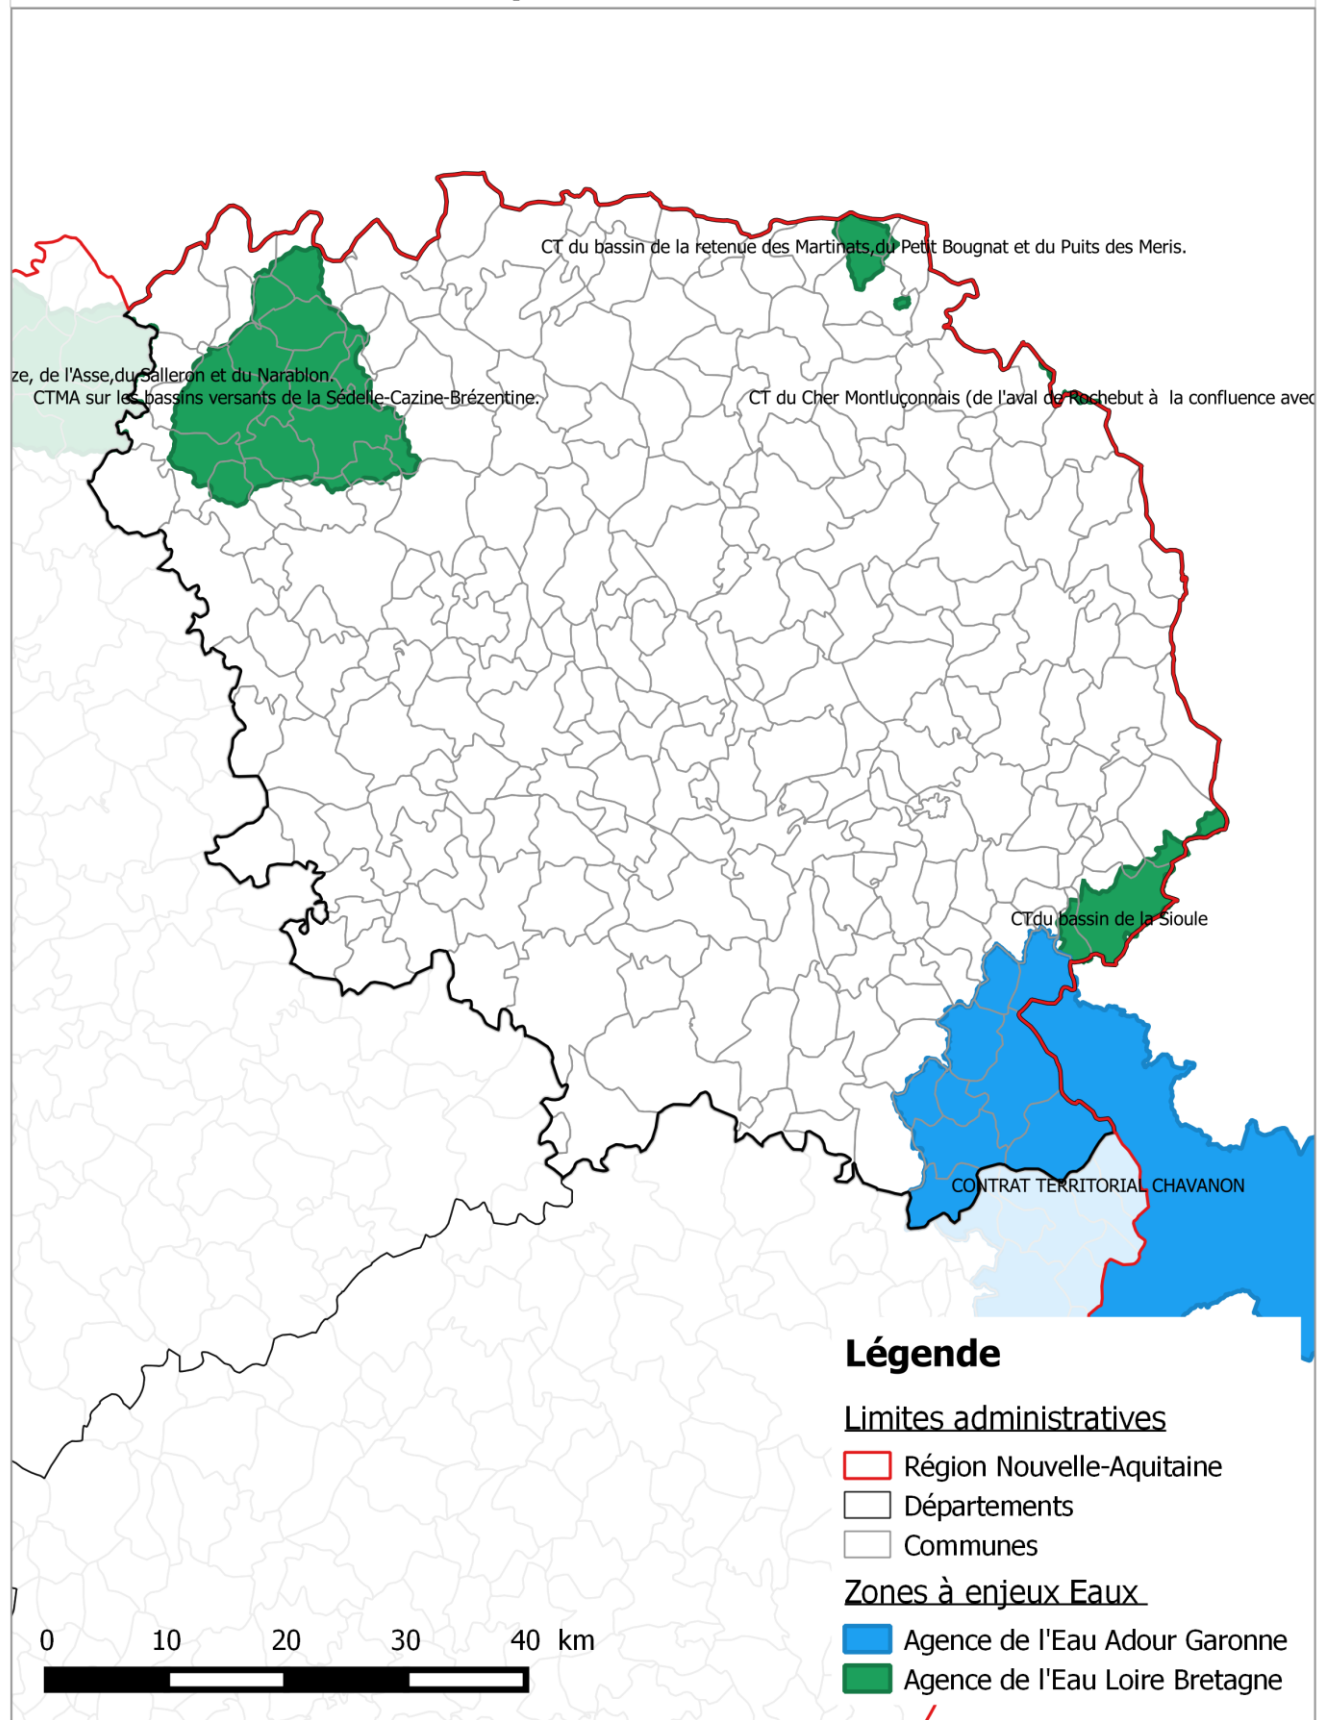 CT du bassin de la retenue des Martinats,du Petit Bougnat et du Puits des Meris.
ze, de l'Asse,du Salleron et du Narablon.
CTMA sur les bassins versants de la Sédelle-Cazine-Brézentine.
CT du Cher Montluçonnais (de l'aval de Rochebut à la confluence avec
CTdu bassin de la Sioule
CONTRAT TERRITORIAL CHAVANON
Légende
Limites administratives
Région Nouvelle-Aquitaine
Départements
Communes
Zones à enjeux Eaux
Agence de l'Eau Adour Garonne
Agence de l'Eau Loire Bretagne
0 10 20 30 40 km